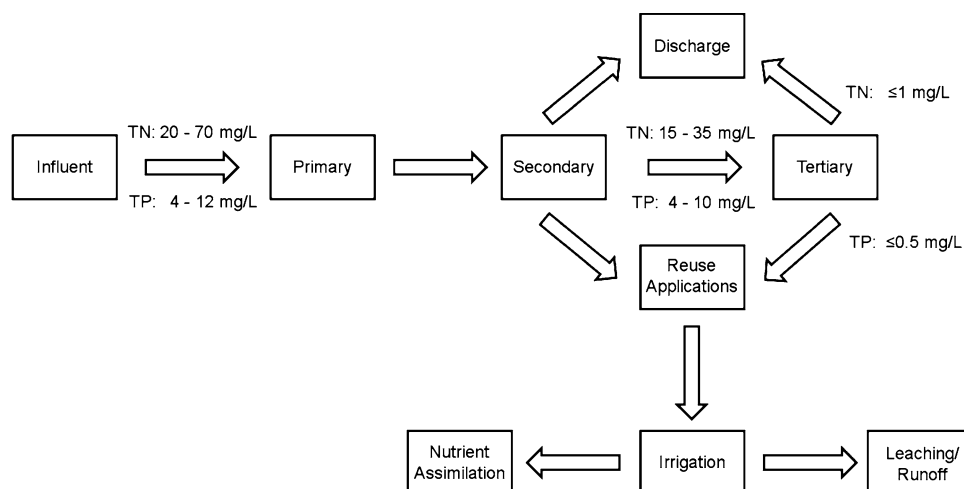 Discharge
TN: ≤1 mg/L
TN: 20 - 70 mg/L
TN: 15 - 35 mg/L
Influent
Primary
Secondary
Tertiary
TP: 4 - 12 mg/L
TP: 4 - 10 mg/L
TP: ≤0.5 mg/L
Reuse
Applications
Nutrient
Assimilation
Irrigation
Leaching/
Runoff